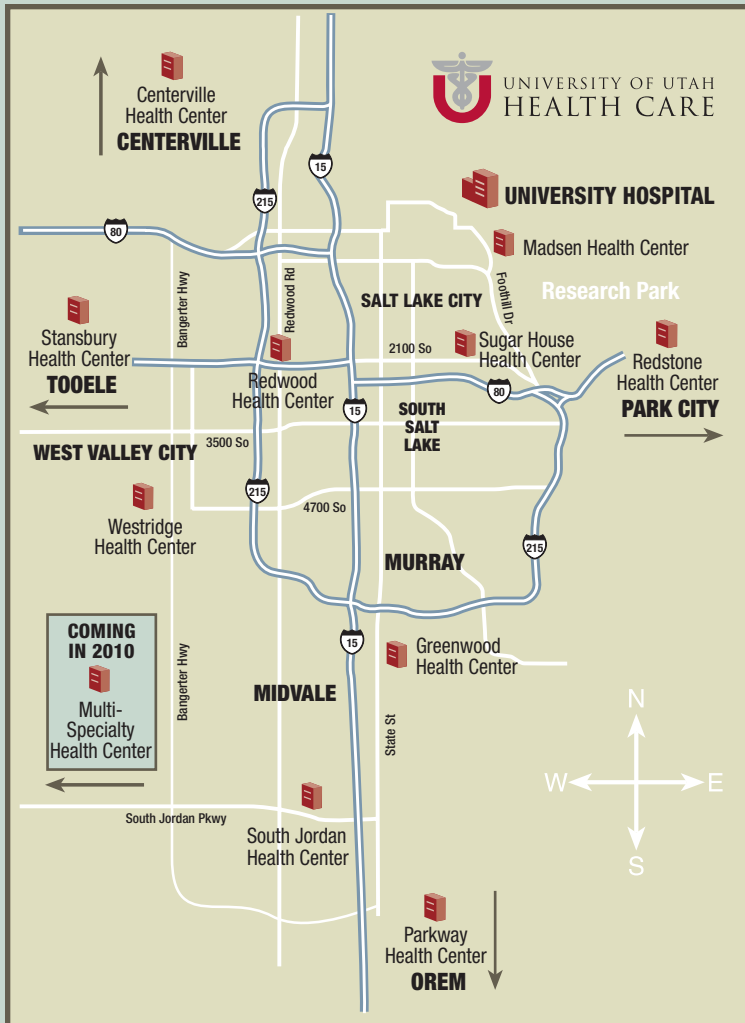 UNIVERSITY OF UTAH
HEALTH CARE
Centerville
Health Center
CENTERVILLE
15
215
UNIVERSITY HOSPITAL
80
Madsen Health Center
Bangerter Hwy
Redwood Rd
Foothill Dr
SALT LAKE CITY
Research Park
Stansbury
Health Center
TOOELE
2100 So
Sugar House
Health Center
Redstone
Health Center
PARK CITY
Redwood
Health Center
80
15
SOUTH
SALT
LAKE
3500 So
WEST VALLEY CITY
215
Westridge
Health Center
4700 So
215
MURRAY
COMING
IN 2010
Multi-
Specialty
Health Center
15
Greenwood
Health Center
Bangerter Hwy
MIDVALE
State St
N
W
E
S
South Jordan Pkwy
South Jordan
Health Center
Parkway
Health Center
OREM